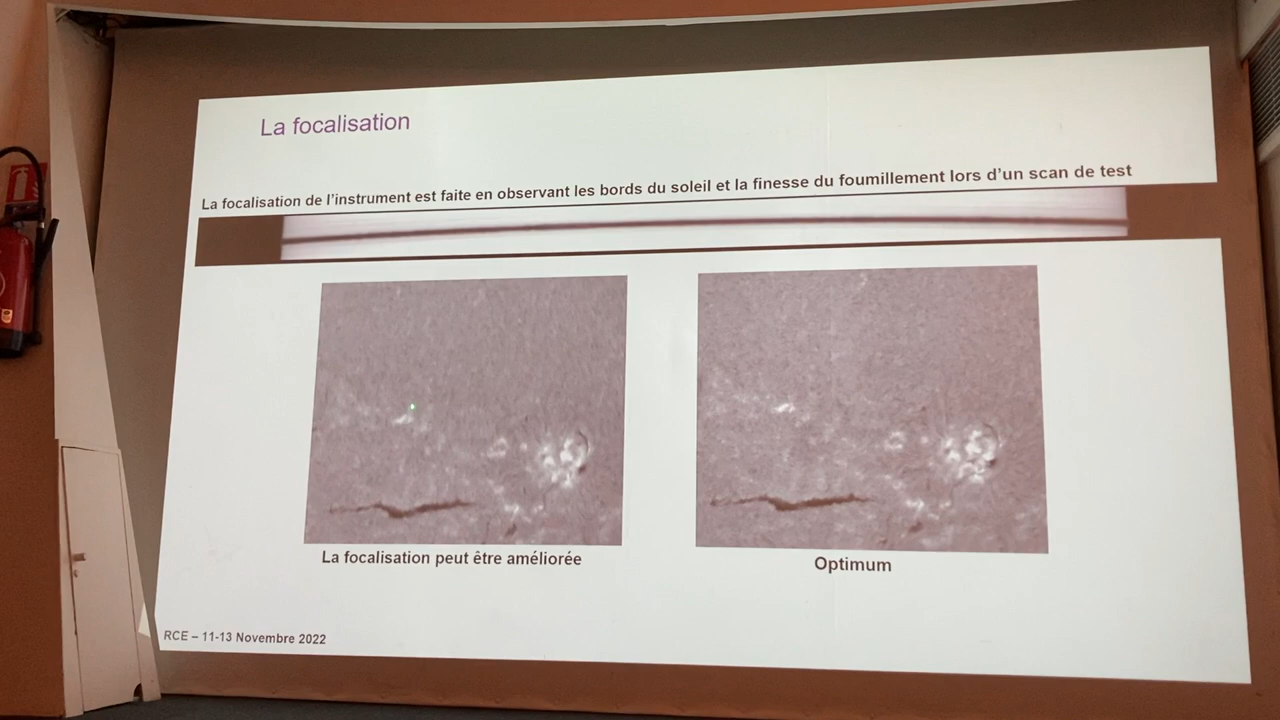 La focalisation
La focalisation de l’instrument est faite en observant les bords du soleil et la finesse du foumillement lors d’un scan de test
La focalisation peut être améliorée
Optimum
RCE – 11-13 Novembre 2022